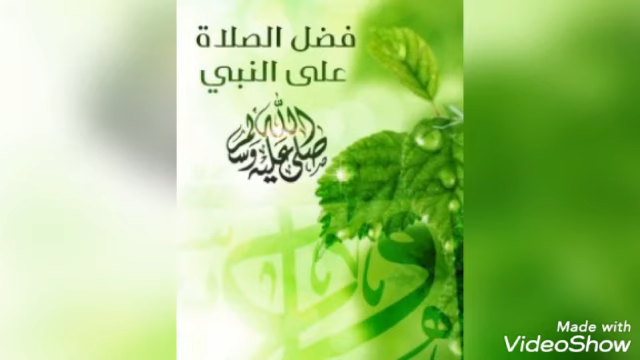 فضل الصلاة
على النبي
صلى الله عليه وسلم
Made with
VideoShow